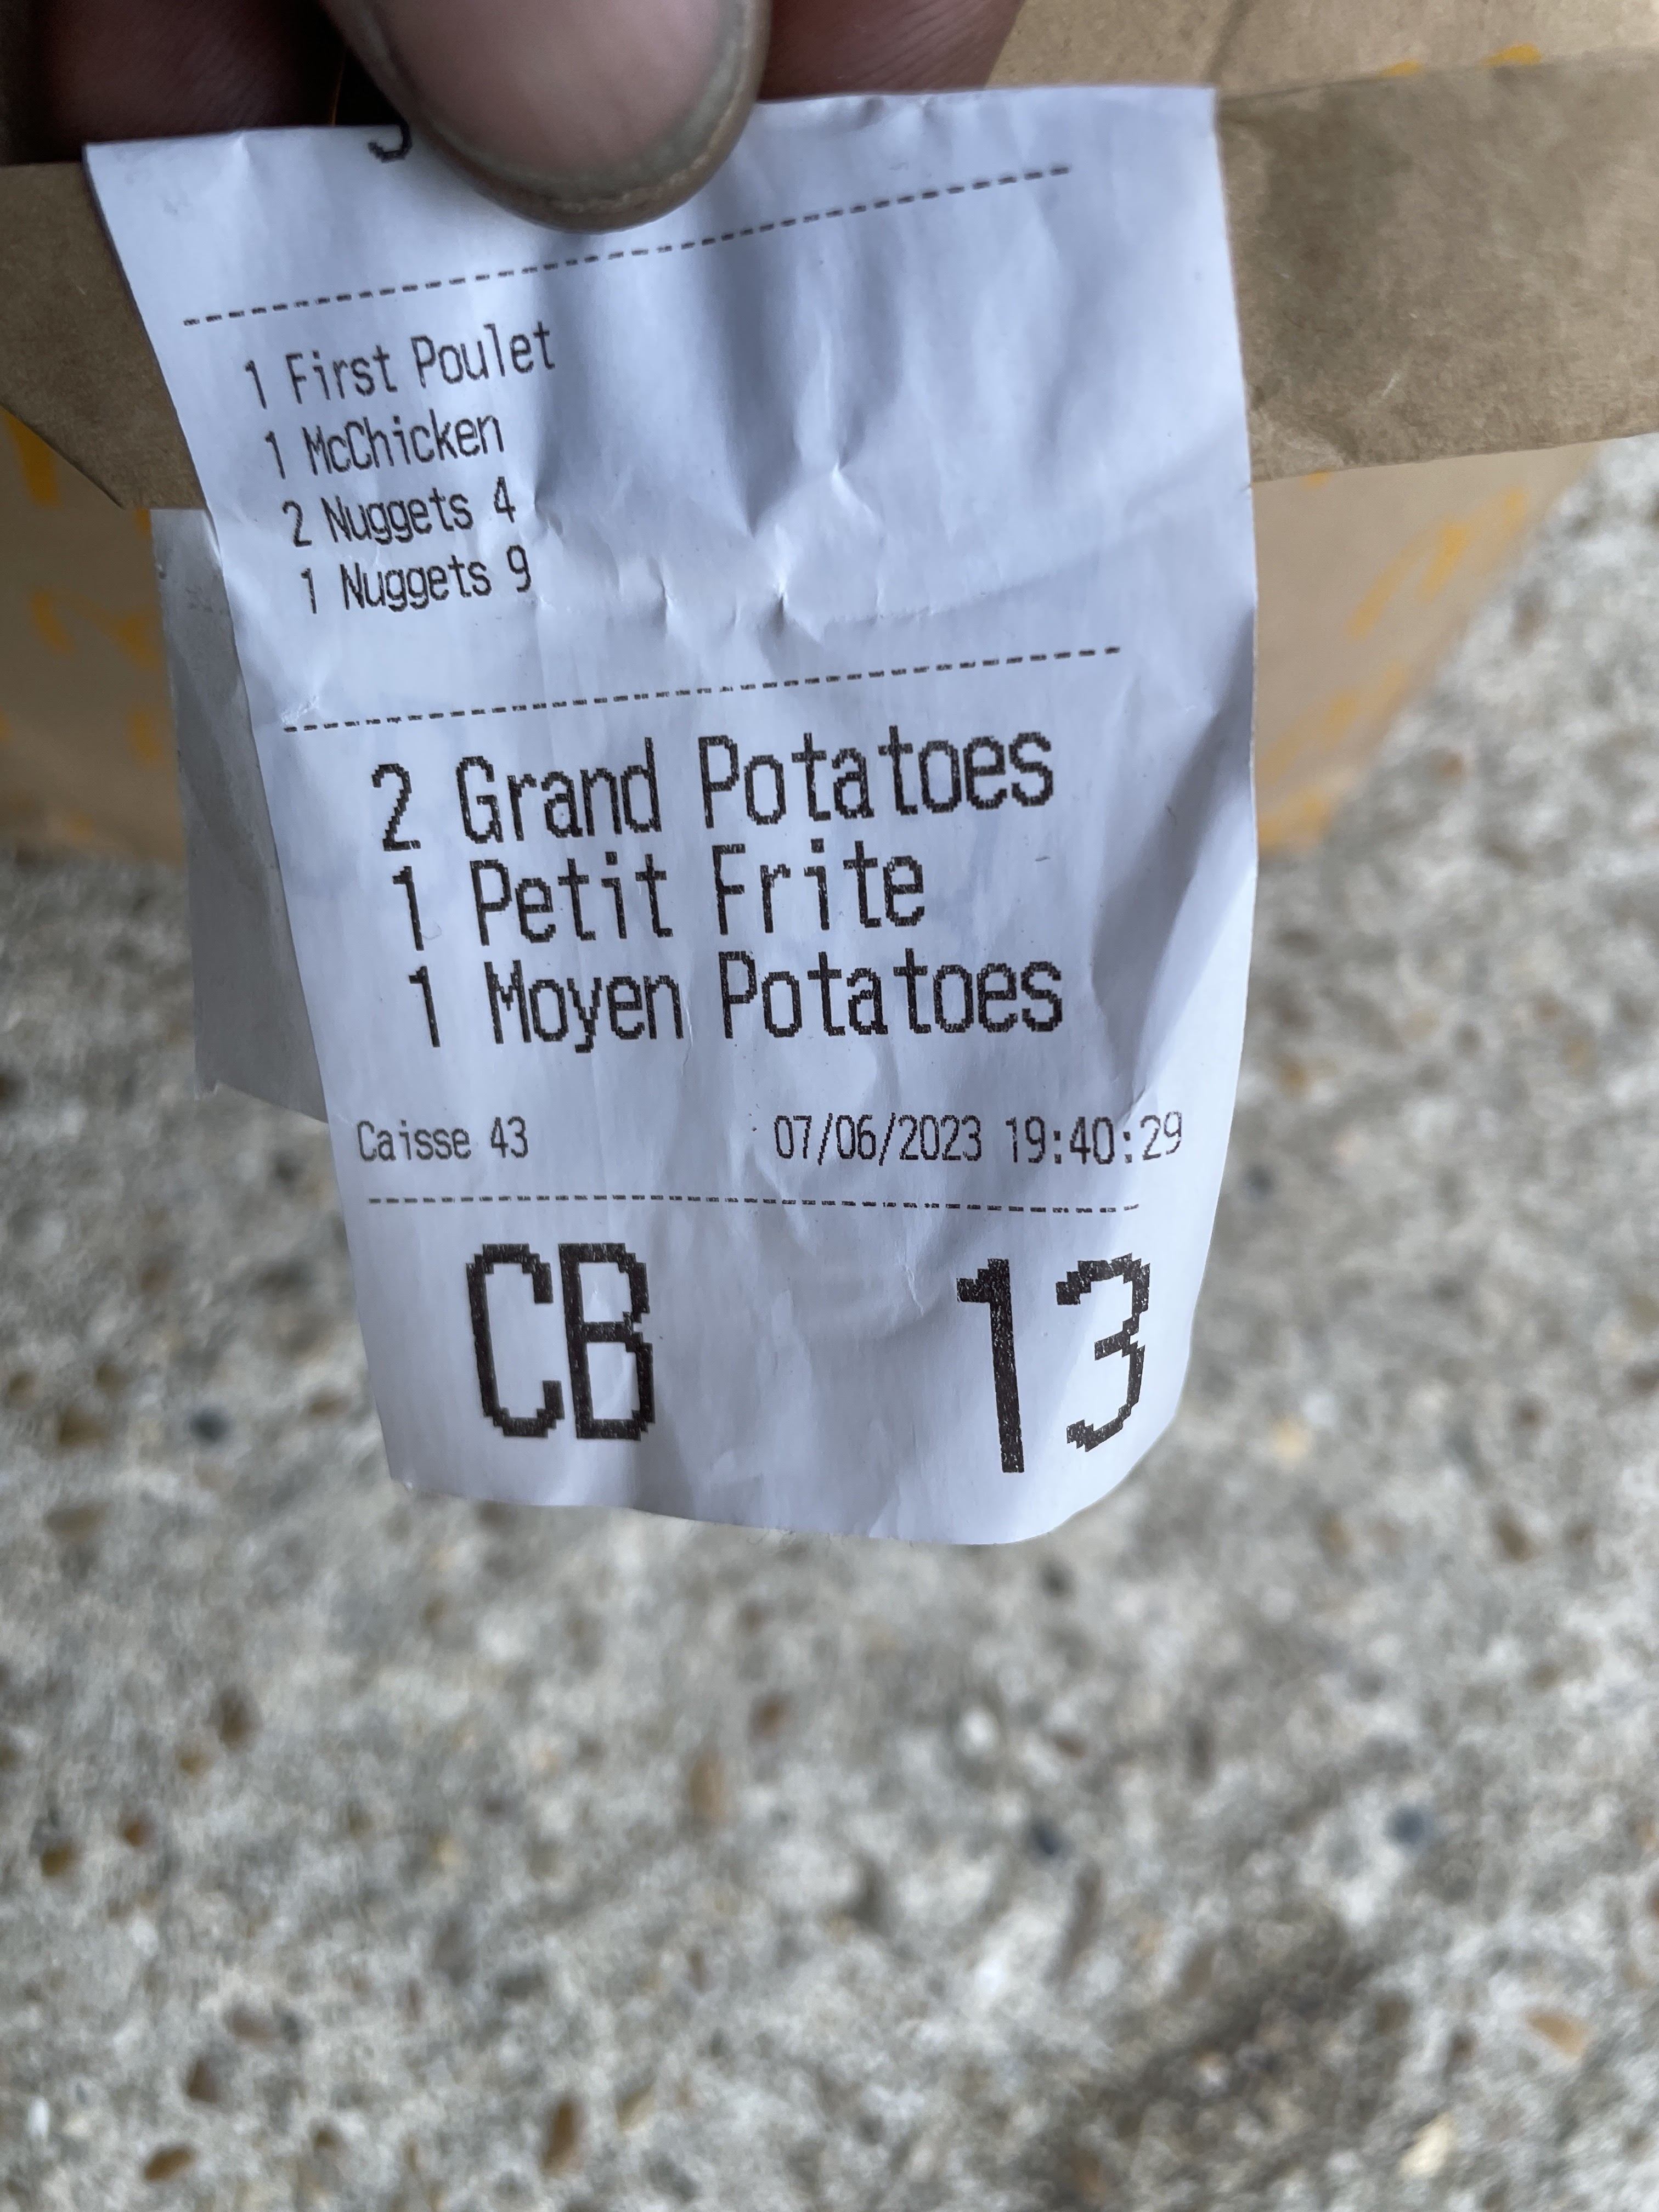 1 First Poulet
1 McChicken
2 Nuggets 4
1 Nuggets 9
2 Grand Potatoes
1 Petit Frite
1 Moyen Potatoes
Caisse 43 07/06/2023 19:40:29
CB 13